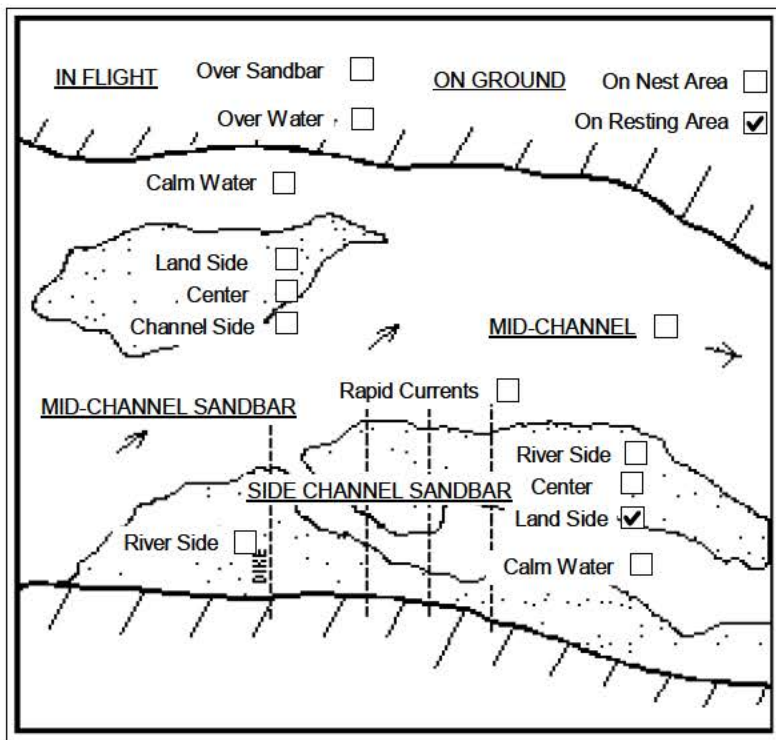 IN FLIGHT
Over Sandbar
ON GROUND
On Nest Area
Over Water
On Resting Area
Calm Water
Land Side
Center
Channel Side
MID-CHANNEL
Rapid Currents
MID-CHANNEL SANDBAR
River Side
SIDE CHANNEL SANDBAR
Center
Land Side
River Side
DIKE
Calm Water